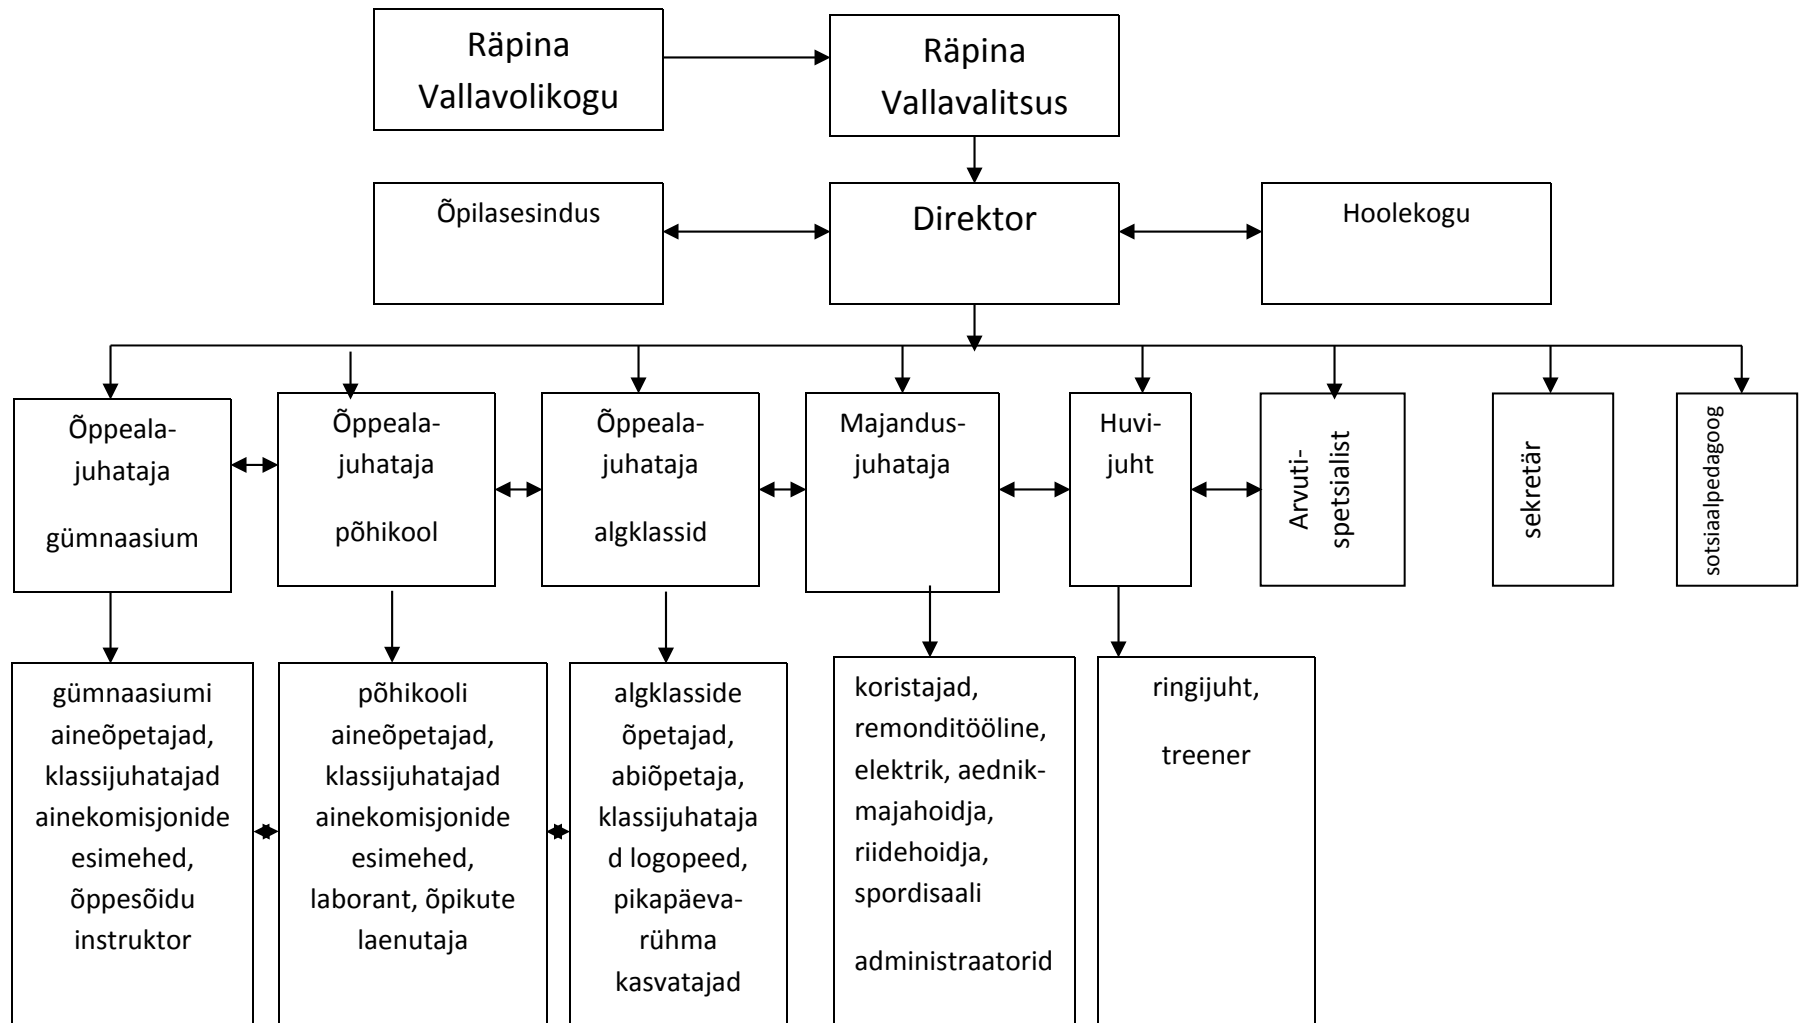 Räpina
Vallavolikogu
Räpina
Vallavalitsus
Õpilasesindus
Direktor
Hoolekogu
Õppeala-
juhataja
gümnaasium
Õppeala-
juhataja
põhikool
Õppeala-
juhataja
algklassid
Majandus-
juhataja
Huvi-
juht
Arvuti-
spetsialist
sekretär
sotsiaalpedagoog
gümnaasiumi
aineõpetajad,
klassijuhatajad
ainekomisjonide
esimehed,
õppesõidu
instruktor
põhikooli
aineõpetajad,
klassijuhatajad
ainekomisjonide
esimehed,
laborant, õpikute
laenutaja
algklasside
õpetajad,
abiõpetaja,
klassijuhataja
d logopeed,
pikapäeva-
rühma
kasvatajad
koristajad,
remonditööline,
elektrik, aednik-
majahoidja,
riidehoidja,
spordisaali
administraatorid
ringijuht,
treener